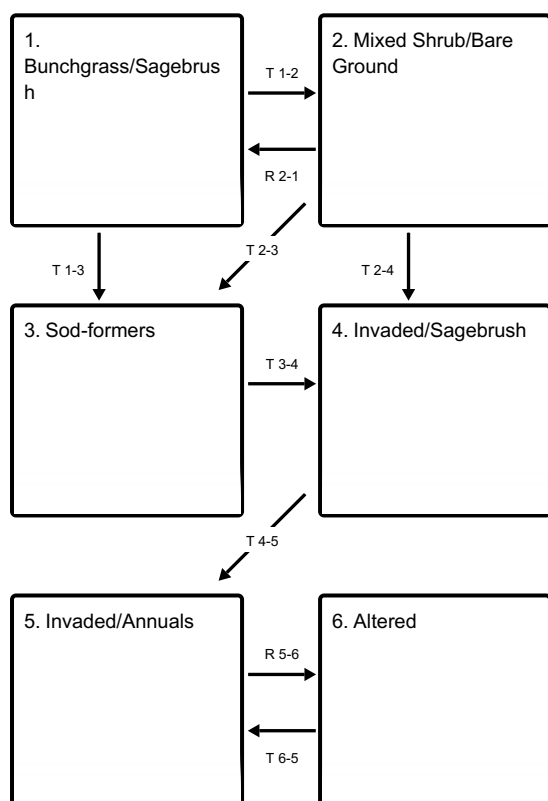 1.
Bunchgrass/Sagebrus
h
2. Mixed Shrub/Bare
Ground
T 1-2
R 2-1
T 1-3
T 2-3
T 2-4
3. Sod-formers
4. Invaded/Sagebrush
T 3-4
T 4-5
5. Invaded/Annuals
6. Altered
R 5-6
T 6-5